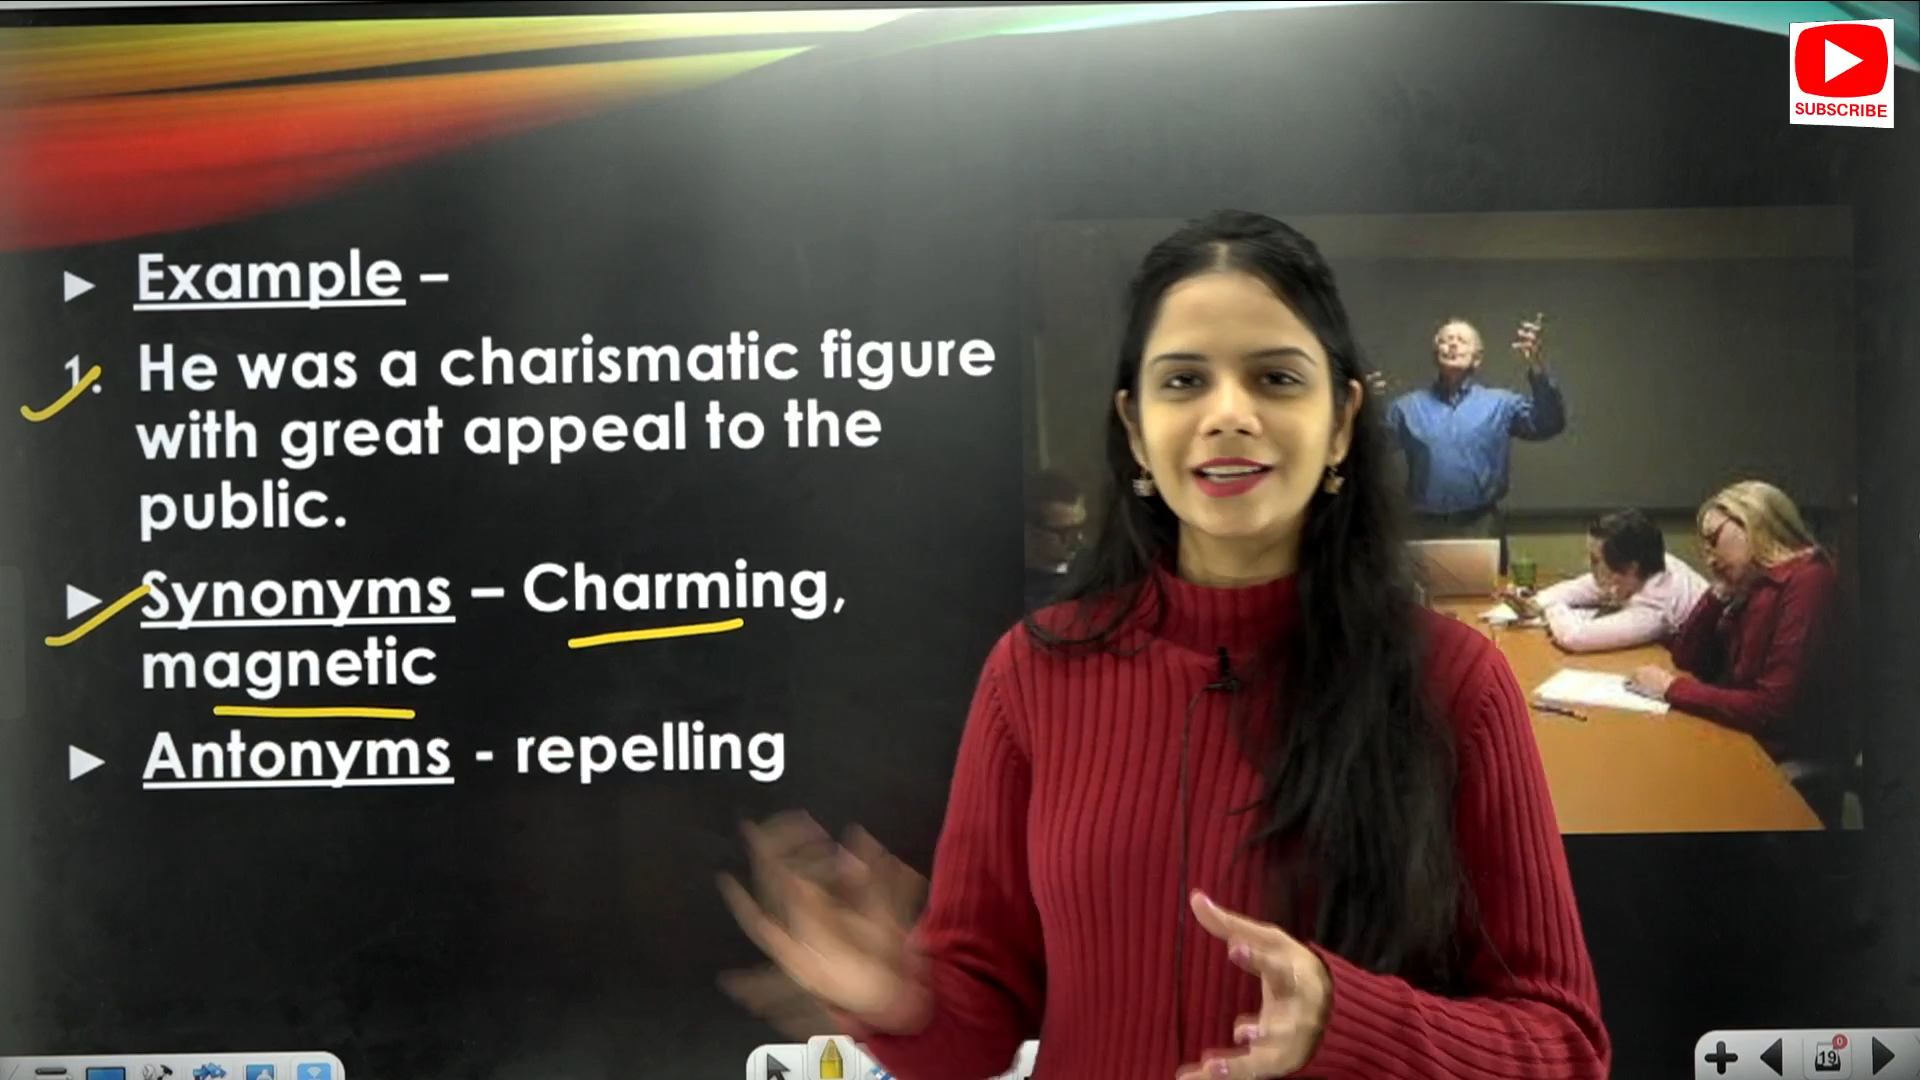 SUBSCRIBE
Example –
1. He was a charismatic figure
with great appeal to the
public.
Synonyms – Charming,
magnetic
Antonyms - repelling
19
0